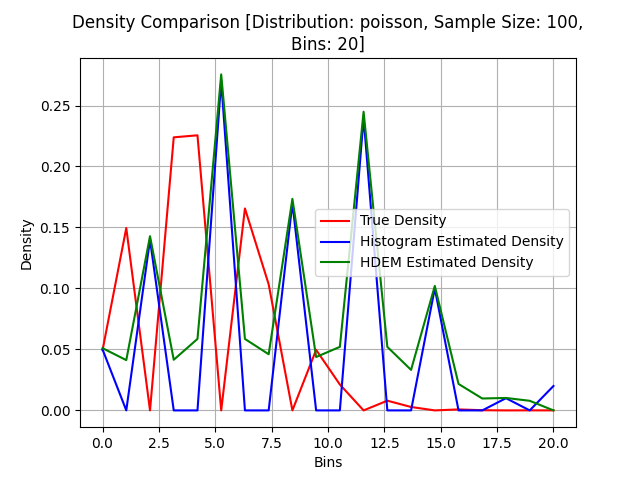 Density Comparison [Distribution: poisson, Sample Size: 100,
Bins: 20]
0.25
0.20
0.15
0.10
0.05
0.00
Density
True Density
Histogram Estimated Density
HDEM Estimated Density
0.0 2.5 5.0 7.5 10.0 12.5 15.0 17.5 20.0
Bins